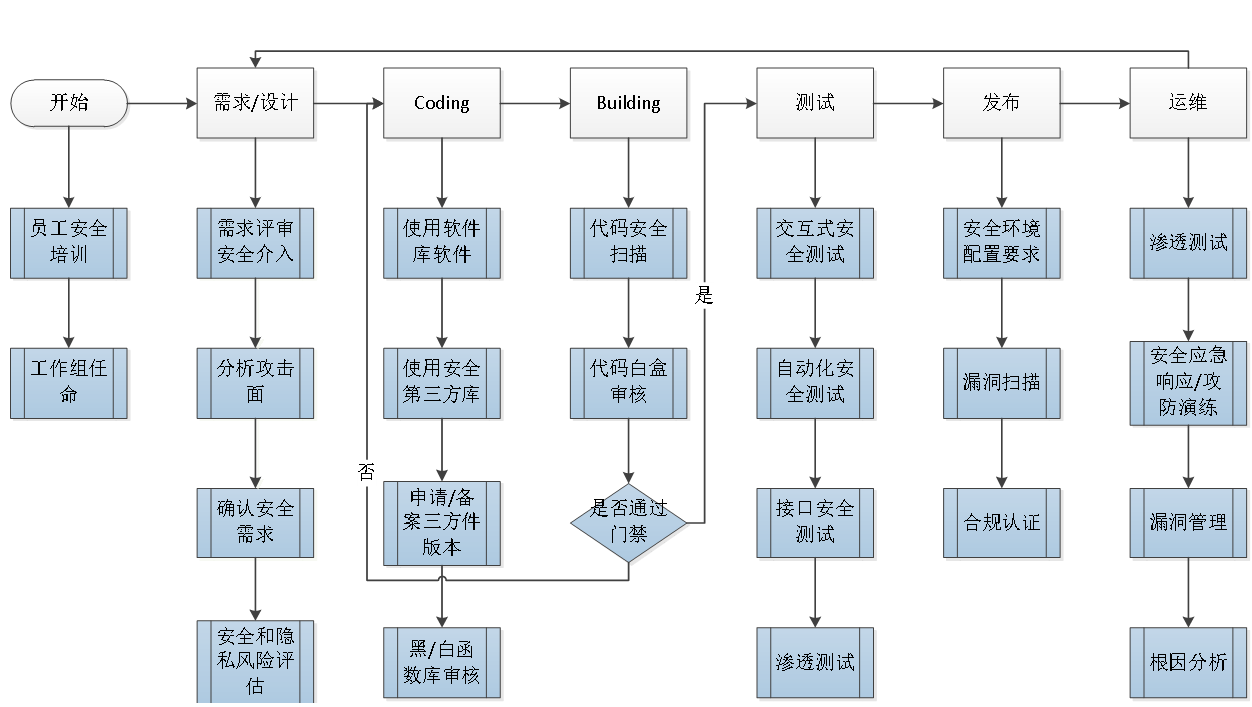 开始
需求/设计
Coding
Building
测试
发布
运维
员工安全
培训
需求评审
安全介入
使用软件
库软件
代码安全
扫描
交互式安
全测试
安全环境
配置要求
渗透测试
是
工作组任
命
分析攻击
面
使用安全
第三方库
代码白盒
审核
自动化安
全测试
漏洞扫描
安全应急
响应/攻
防演练
否
确认安全
需求
申请/备
案三方件
版本
是否通过
门禁
接口安全
测试
合规认证
漏洞管理
安全和隐
私风险评
估
黑/白函
数库审核
渗透测试
根因分析